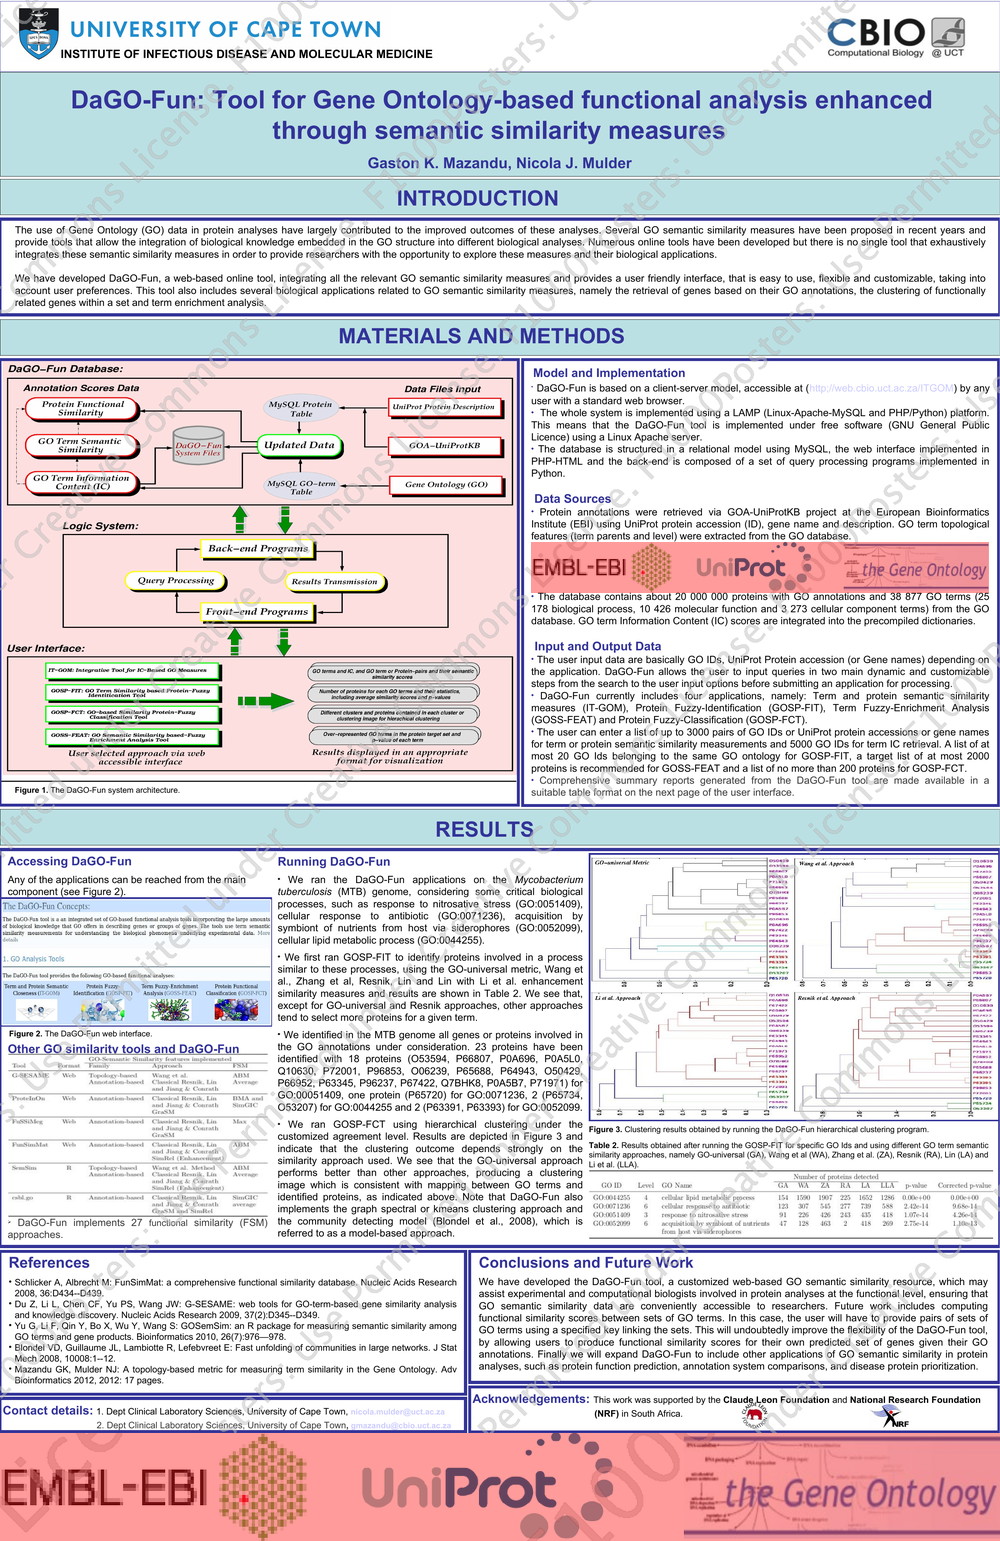 UNIVERSITY OF CAPE TOWN
INSTITUTE OF INFECTIOUS DISEASE AND MOLECULAR MEDICINE
CBIO
Computational Biology @ UCT
DaGO-Fun: Tool for Gene Ontology-based functional analysis enhanced
through semantic similarity measures
Gaston K. Mazandu, Nicola J. Mulder
INTRODUCTION
The use of Gene Ontology (GO) data in protein analyses have largely contributed to the improved outcomes of these analyses. Several GO semantic similarity measures have been proposed in recent years and
provide tools that allow the integration of biological knowledge embedded in the GO structure into different biological analyses. Numerous online tools have been developed but there is no single tool that exhaustively
integrates these semantic similarity measures in order to provide researchers with the opportunity to explore these measures and their biological applications.
We have developed DaGO-Fun, a web-based online tool, integrating all the relevant GO semantic similarity measures and provides a user friendly interface, that is easy to use, flexible and customizable, taking into
account user preferences. This tool also includes several biological applications related to GO semantic similarity measures, namely the retrieval of genes based on their GO annotations, the clustering of functionally
related genes within a set and term enrichment analysis.
MATERIALS AND METHODS
DaGO-Fun Database:
Annotation Scores Data
Data Files Input
Protein Functional
Similarity
GO Term Semantic
Similarity
GO Term Information
Content (IC)
DaGO-Fun
System Files
MySQL Protein
Table
Updated Data
MySQL GO-term
Table
UniProt Protein Description
GOA-UniProtKB
Gene Ontology (GO)
Logic System:
Back-end Programs
Query Processing
Results Transmission
Front-end Programs
User Interface:
IT-GOM: Integrative Tool for IC-Based GO Measures
GOSP-FIT: GO Term Similarity based Protein-Fuzzy
Identification Tool
GOSP-FCT: GO-based Similarity Protein-Fuzzy
Classification Tool
GOSS-FEAT: GO Semantic Similarity based-Fuzzy
Enrichment Analysis Tool
User selected approach via web
accessible interface
GO terms and IC, and GO term or Protein-pairs and their semantic
similarity scores
Number of proteins for each GO terms and their statistics,
including average similarity scores and p-values
Different clusters and proteins contained in each cluster or
clustering image for hierarchical clustering
Over-represented GO terms in the protein target set and
p-value of each term
Results displayed in an appropriate
format for visualization
Figure 1. The DaGO-Fun system architecture.
Model and Implementation
· DaGO-Fun is based on a client-server model, accessible at (http://web.cbio.uct.ac.za/ITGOM) by any
user with a standard web browser.
· The whole system is implemented using a LAMP (Linux-Apache-MySQL and PHP/Python) platform.
This means that the DaGO-Fun tool is implemented under free software (GNU General Public
Licence) using a Linux Apache server.
· The database is structured in a relational model using MySQL, the web interface implemented in
PHP-HTML and the back-end is composed of a set of query processing programs implemented in
Python.
Data Sources
· Protein annotations were retrieved via GOA-UniProtKB project at the European Bioinformatics
Institute (EBI) using UniProt protein accession (ID), gene name and description. GO term topological
features (term parents and level) were extracted from the GO database.
EMBL-EBI UniProt the Gene Ontology
· The database contains about 20 000 000 proteins with GO annotations and 38 877 GO terms (25
178 biological process, 10 426 molecular function and 3 273 cellular component terms) from the GO
database. GO term Information Content (IC) scores are integrated into the precompiled dictionaries.
Input and Output Data
· The user input data are basically GO IDs, UniProt Protein accession (or Gene names) depending on
the application. DaGO-Fun allows the user to input queries in two main dynamic and customizable
steps from the search to the user input options before submitting an application for processing.
· DaGO-Fun currently includes four applications, namely: Term and protein semantic similarity
measures (IT-GOM), Protein Fuzzy-Identification (GOSP-FIT), Term Fuzzy-Enrichment Analysis
(GOSS-FEAT) and Protein Fuzzy-Classification (GOSP-FCT).
· The user can enter a list of up to 3000 pairs of GO IDs or UniProt protein accessions or gene names
for term or protein semantic similarity measurements and 5000 GO IDs for term IC retrieval. A list of at
most 20 GO Ids belonging to the same GO ontology for GOSP-FIT, a target list of at most 2000
proteins is recommended for GOSS-FEAT and a list of no more than 200 proteins for GOSP-FCT.
· Comprehensive summary reports generated from the DaGO-Fun tool are made available in a
suitable table format on the next page of the user interface.
RESULTS
Accessing DaGO-Fun
Any of the applications can be reached from the main
component (see Figure 2).
The DaGO-Fun Concepts:
The DaGO-Fun tool is a an integrated set of GO-based functional analysis tools incorporating the large amounts
of biological knowledge that GO offers in describing genes or groups of genes. The tools use term semantic
similarity measurements for understanding the biological phenomena underlying experimental data. More
details
1. GO Analysis Tools
The DaGO-Fun tool provides the following GO-based functional analyses:
Term and Protein Semantic
Closeness (IT-GOM)
Protein Fuzzy-
Identification (GOSP-FIT)
Term Fuzzy-Enrichment
Analysis (GOSS-FEAT)
Protein Functional
Classification (GOSP-FCT)
Figure 2. The DaGO-Fun web interface.
Other GO similarity tools and DaGO-Fun
GO-Semantic Similarity features implemented
Tool Format Family Approach FSM
G-SESAME Web Topology-based Wang et al. ABM
Annotation-based Classical Resnik, Lin Average
and Jiang & Conrath
ProteInOn Web Annotation-based Classical Resnik, Lin BMA and
and Jiang & Conrath SimGIC
GraSM
FuSSiMeg Web Annotation-based Classical Resnik, Lin Max
and Jiang & Conrath
GraSM
FunSimMat Web Annotation-based Classical Resnik, Lin ABM
and Jiang & Conrath
SimRel (Enhancement)
SemSim R Topology-based Wang et al. Method ABM
Annotation-based Classical Resnik, Lin Average
and Jiang & Conrath
SimRel (Enhancement)
csbl.go R Annotation-based Classical Resnik, Lin SimGIC
and Jiang & Conrath average
GraSM and SimRel
DaGO-Fun implements 27 functional similarity (FSM)
approaches.
Running DaGO-Fun
· We ran the DaGO-Fun applications on the Mycobacterium
tuberculosis (MTB) genome, considering some critical biological
processes, such as response to nitrosative stress (GO:0051409),
cellular response to antibiotic (GO:0071236), acquisition by
symbiont of nutrients from host via siderophores (GO:0052099),
cellular lipid metabolic process (GO:0044255).
· We first ran GOSP-FIT to identify proteins involved in a process
similar to these processes, using the GO-universal metric, Wang et
al., Zhang et al, Resnik, Lin and Lin with Li et al. enhancement
similarity measures and results are shown in Table 2. We see that,
except for GO-universal and Resnik approaches, other approaches
tend to select more proteins for a given term.
· We identified in the MTB genome all genes or proteins involved in
the GO annotations under consideration. 23 proteins have been
identified with 18 proteins (O53594, P66807, P0A696, P0A5L0,
Q10630, P72001, P96853, O06239, P65688, P64943, O50429,
P66952, P63345, P96237, P67422, Q7BHK8, P0A5B7, P71971) for
GO:00051409, one protein (P65720) for GO:0071236, 2 (P65734,
O53207) for GO:0044255 and 2 (P63391, P63393) for GO:0052099.
· We ran GOSP-FCT using hierarchical clustering under the
customized agreement level. Results are depicted in Figure 3 and
indicate that the clustering outcome depends strongly on the
similarity approach used. We see that the GO-universal approach
performs better than other approaches, producing a clustering
image which is consistent with mapping between GO terms and
identified proteins, as indicated above. Note that DaGO-Fun also
implements the graph spectral or k-means clustering approach and
the community detecting model (Blondel et al., 2008), which is
referred to as a model-based approach.
GO-universal Metric
Wang et al. Approach
Li et al. Approach
Resnik et al. Approach
Figure 3. Clustering results obtained by running the DaGO-Fun hierarchical clustering program.
Table 2. Results obtained after running the GOSP-FIT for specific GO Ids and using different GO term semantic
similarity approaches, namely GO-universal (GA), Wang et al (WA), Zhang et al. (ZA), Resnik (RA), Lin (LA) and
Li et al. (LLA).
Number of proteins detected
GO ID Level GO Name GA WA ZA RA LA LLA p-value Corrected p-value
GO:0044255 4 cellular lipid metabolic process 154 1590 1907 225 1652 1286 0.00e+00 0.00e+00
GO:0071236 6 cellular response to antibiotic 123 307 545 277 739 588 2.42e-14 9.68e-14
GO:0051409 5 response to nitrosative stress 91 226 426 243 435 418 1.07e-14 4.26e-14
GO:0052099 6 acquisition by symbiont of nutrients 47 128 463 2 418 269 2.75e-14 1.10e-13
from host via siderophores
References
· Schlicker A, Albrecht M: FunSimMat: a comprehensive functional similarity database. Nucleic Acids Research
2008, 36:D434--D439.
· Du Z, Li L, Chen CF, Yu PS, Wang JW: G-SESAME: web tools for GO-term-based gene similarity analysis
and knowledge discovery. Nucleic Acids Research 2009, 37(2):D345--D349.
· Yu G, Li F, Qin Y, Bo X, Wu Y, Wang S: GOSemSim: an R package for measuring semantic similarity among
GO terms and gene products. Bioinformatics 2010, 26(7):976—978.
· Blondel VD, Guillaume JL, Lambiotte R, Lefebvreet E: Fast unfolding of communities in large networks. J Stat
Mech 2008, 10008:1--12.
· Mazandu GK, Mulder NJ: A topology-based metric for measuring term similarity in the Gene Ontology. Adv
Bioinformatics 2012, 2012: 17 pages.
Contact details: 1. Dept Clinical Laboratory Sciences, University of Cape Town, nicola.mulder@uct.ac.za
2. Dept Clinical Laboratory Sciences, University of Cape Town, gmazandu@cbio.uct.ac.za
Conclusions and Future Work
We have developed the DaGO-Fun tool, a customized web-based GO semantic similarity resource, which may
assist experimental and computational biologists involved in protein analyses at the functional level, ensuring that
GO semantic similarity data are conveniently accessible to researchers. Future work includes computing
functional similarity scores between sets of GO terms. In this case, the user will have to provide pairs of sets of
GO terms using a specified key linking the sets. This will undoubtedly improve the flexibility of the DaGO-Fun tool,
by allowing users to produce functional similarity scores for their own predicted set of genes given their GO
annotations. Finally we will expand DaGO-Fun to include other applications of GO semantic similarity in protein
analyses, such as protein function prediction, annotation system comparisons, and disease protein prioritization.
Acknowledgements: This work was supported by the Claude Leon Foundation and National Research Foundation
(NRF) in South Africa.
NRF
EMBL-EBI UniProt the Gene Ontology